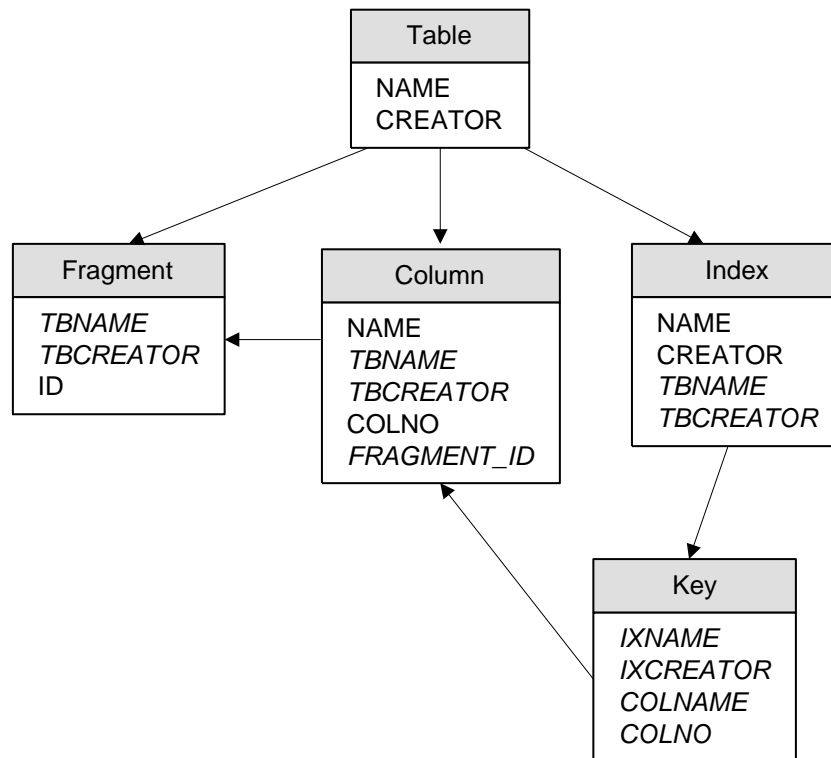 Table
NAME
CREATOR
Fragment
TBNAME
TBCREATOR
ID
Column
NAME
TBNAME
TBCREATOR
COLNO
FRAGMENT_ID
Index
NAME
CREATOR
TBNAME
TBCREATOR
Key
IXNAME
IXCREATOR
COLNAME
COLNO